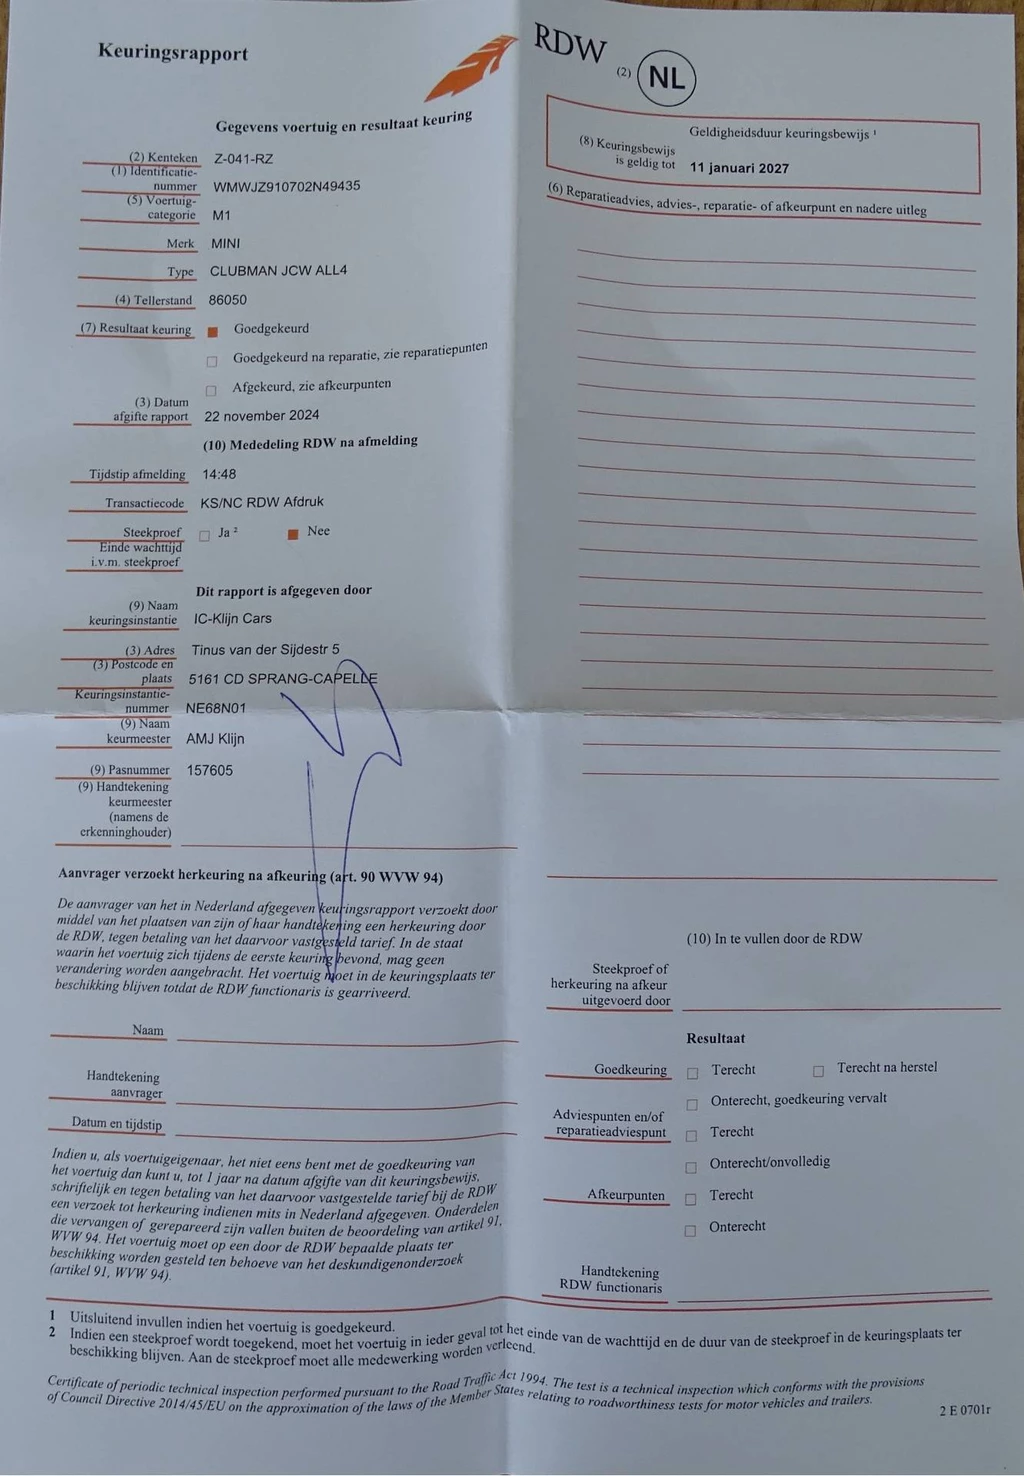 Keuringsrapport
RDW
(2) NL
Gegevens voertuig en resultaat keuring
(2) Kenteken Z-041-RZ
(1) Identificatie-
nummer WMWJZ910702N49435
(5) Voertuig-
categorie M1
Merk MINI
Type CLUBMAN JCW ALL4
(4) Tellerstand 86050
(7) Resultaat keuring Goedgekeurd
Goedgekeurd na reparatie, zie reparatiepunten
Afgekeurd, zie afkeurpunten
(3) Datum
afgifte rapport 22 november 2024
(10) Mededeling RDW na afmelding
Tijdstip afmelding 14:48
Transactiecode KS/NC RDW Afdruk
Steekproef Ja ² Nee
Einde wachttijd
i.v.m. steekproef
Dit rapport is afgegeven door
(9) Naam
keuringsinstantie IC-Klijn Cars
(3) Adres Tinus van der Sijdestr 5
(3) Postcode en
plaats 5161 CD SPRANG-CAPELLE
Keuringsinstantie-
nummer NE68N01
(9) Naam
keurmeester AMJ Klijn
(9) Pasnummer 157605
(9) Handtekening
keurmeester
(namens de
erkenninghouder)
Aanvrager verzoekt herkeuring na afkeuring (art. 90 WVW 94)
De aanvrager van het in Nederland afgegeven keuringsrapport verzoekt door
middel van het plaatsen van zijn of haar handtekening een herkeuring door
de RDW, tegen betaling van het daarvoor vastgesteld tarief. In de staat
waarin het voertuig zich tijdens de eerste keuring bevond, mag geen
verandering worden aangebracht. Het voertuig moet in de keuringsplaats ter
beschikking blijven totdat de RDW functionaris is gearriveerd.
Naam
Handtekening
aanvrager
Datum en tijdstip
Indien u, als voertuigeigenaar, het niet eens bent met de goedkeuring van
het voertuig dan kunt u, tot 1 jaar na datum afgifte van dit keuringsbewijs,
schriftelijk en tegen betaling van het daarvoor vastgestelde tarief bij de RDW
een verzoek tot herkeuring indienen mits in Nederland afgegeven. Onderdelen
die vervangen of gerepareerd zijn vallen buiten de beoordeling van artikel 91,
WVW 94. Het voertuig moet op een door de RDW bepaalde plaats ter
beschikking worden gesteld ten behoeve van het deskundigenonderzoek
(artikel 91, WVW 94).
Geldigheidsduur keuringsbewijs ¹
(8) Keuringsbewijs
is geldig tot 11 januari 2027
(6) Reparatieadvies, advies-, reparatie- of afkeurpunt en nadere uitleg
(10) In te vullen door de RDW
Steekproef of
herkeuring na afkeur
uitgevoerd door
Resultaat
Goedkeuring Terecht Terecht na herstel
Onterecht, goedkeuring vervalt
Adviespunten en/of
reparatieadviespunt Terecht
Onterecht/onvolledig
Afkeurpunten Terecht
Onterecht
Handtekening
RDW functionaris
1 Uitsluitend invullen indien het voertuig is goedgekeurd.
2 Indien een steekproef wordt toegekend, moet het voertuig in ieder geval tot het einde van de wachttijd en de duur van de steekproef in de keuringsplaats ter
beschikking blijven. Aan de steekproef moet alle medewerking worden verleend.
Certificate of periodic technical inspection performed pursuant to the Road Traffic Act 1994. The test is a technical inspection which conforms with the provisions
of Council Directive 2014/45/EU on the approximation of the laws of the Member States relating to roadworthiness tests for motor vehicles and trailers.
2 E 0701r